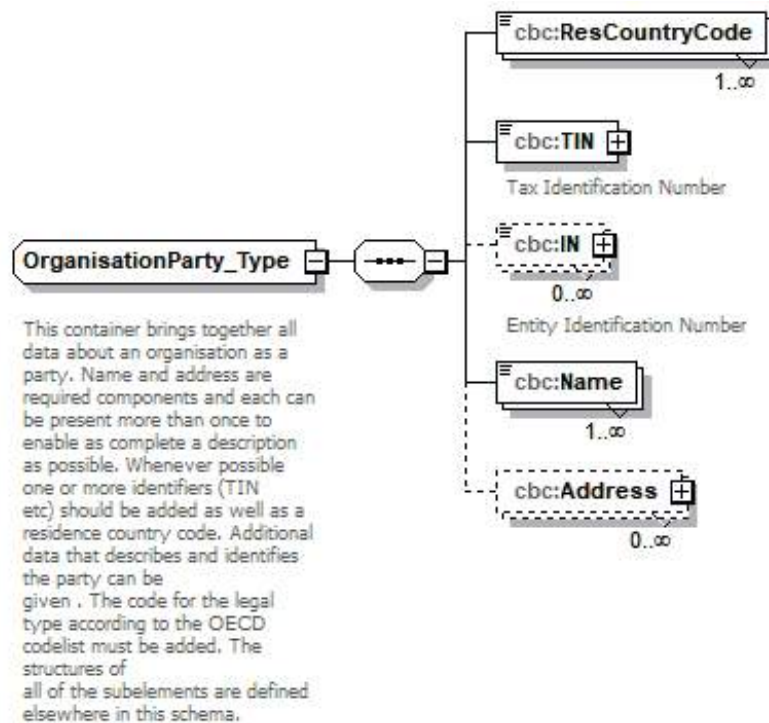 cbc:ResCountryCode
1..∞
cbc:TIN
Tax Identification Number
cbc:IN
0..∞
Entity Identification Number
OrganisationParty_Type
This container brings together all
data about an organisation as a
party. Name and address are
required components and each can
be present more than once to
enable as complete a description
as possible. Whenever possible
one or more identifiers (TIN
etc) should be added as well as a
residence country code. Additional
data that describes and identifies
the party can be
given . The code for the legal
type according to the OECD
codelist must be added. The
structures of
all of the subelements are defined
elsewhere in this schema.
cbc:Name
1..∞
cbc:Address
0..∞